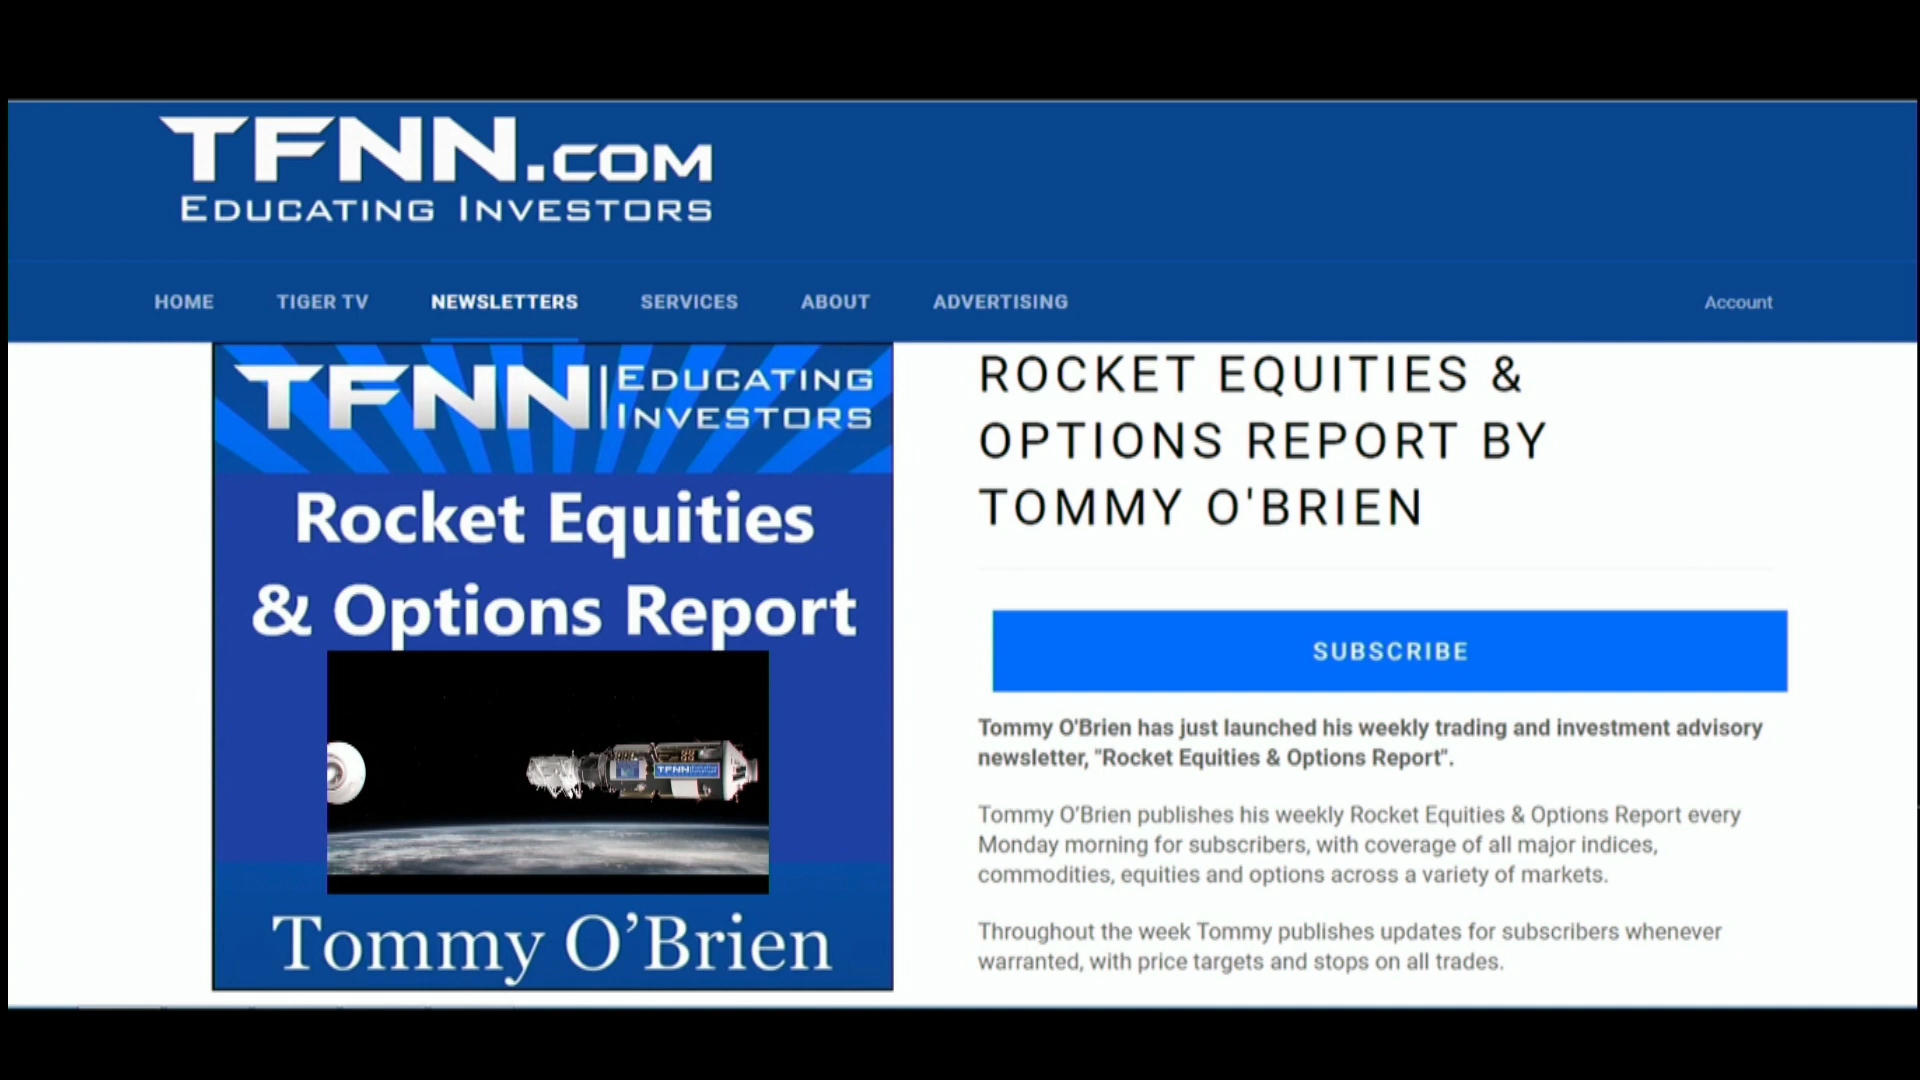 TFNN.COM
EDUCATING INVESTORS
HOME TIGER TV NEWSLETTERS SERVICES ABOUT ADVERTISING Account
TFNN EDUCATING
INVESTORS
Rocket Equities
& Options Report
TFNN
Tommy O’Brien
ROCKET EQUITIES &
OPTIONS REPORT BY
TOMMY O'BRIEN
SUBSCRIBE
Tommy O'Brien has just launched his weekly trading and investment advisory
newsletter, "Rocket Equities & Options Report".
Tommy O'Brien publishes his weekly Rocket Equities & Options Report every
Monday morning for subscribers, with coverage of all major indices,
commodities, equities and options across a variety of markets.
Throughout the week Tommy publishes updates for subscribers whenever
warranted, with price targets and stops on all trades.